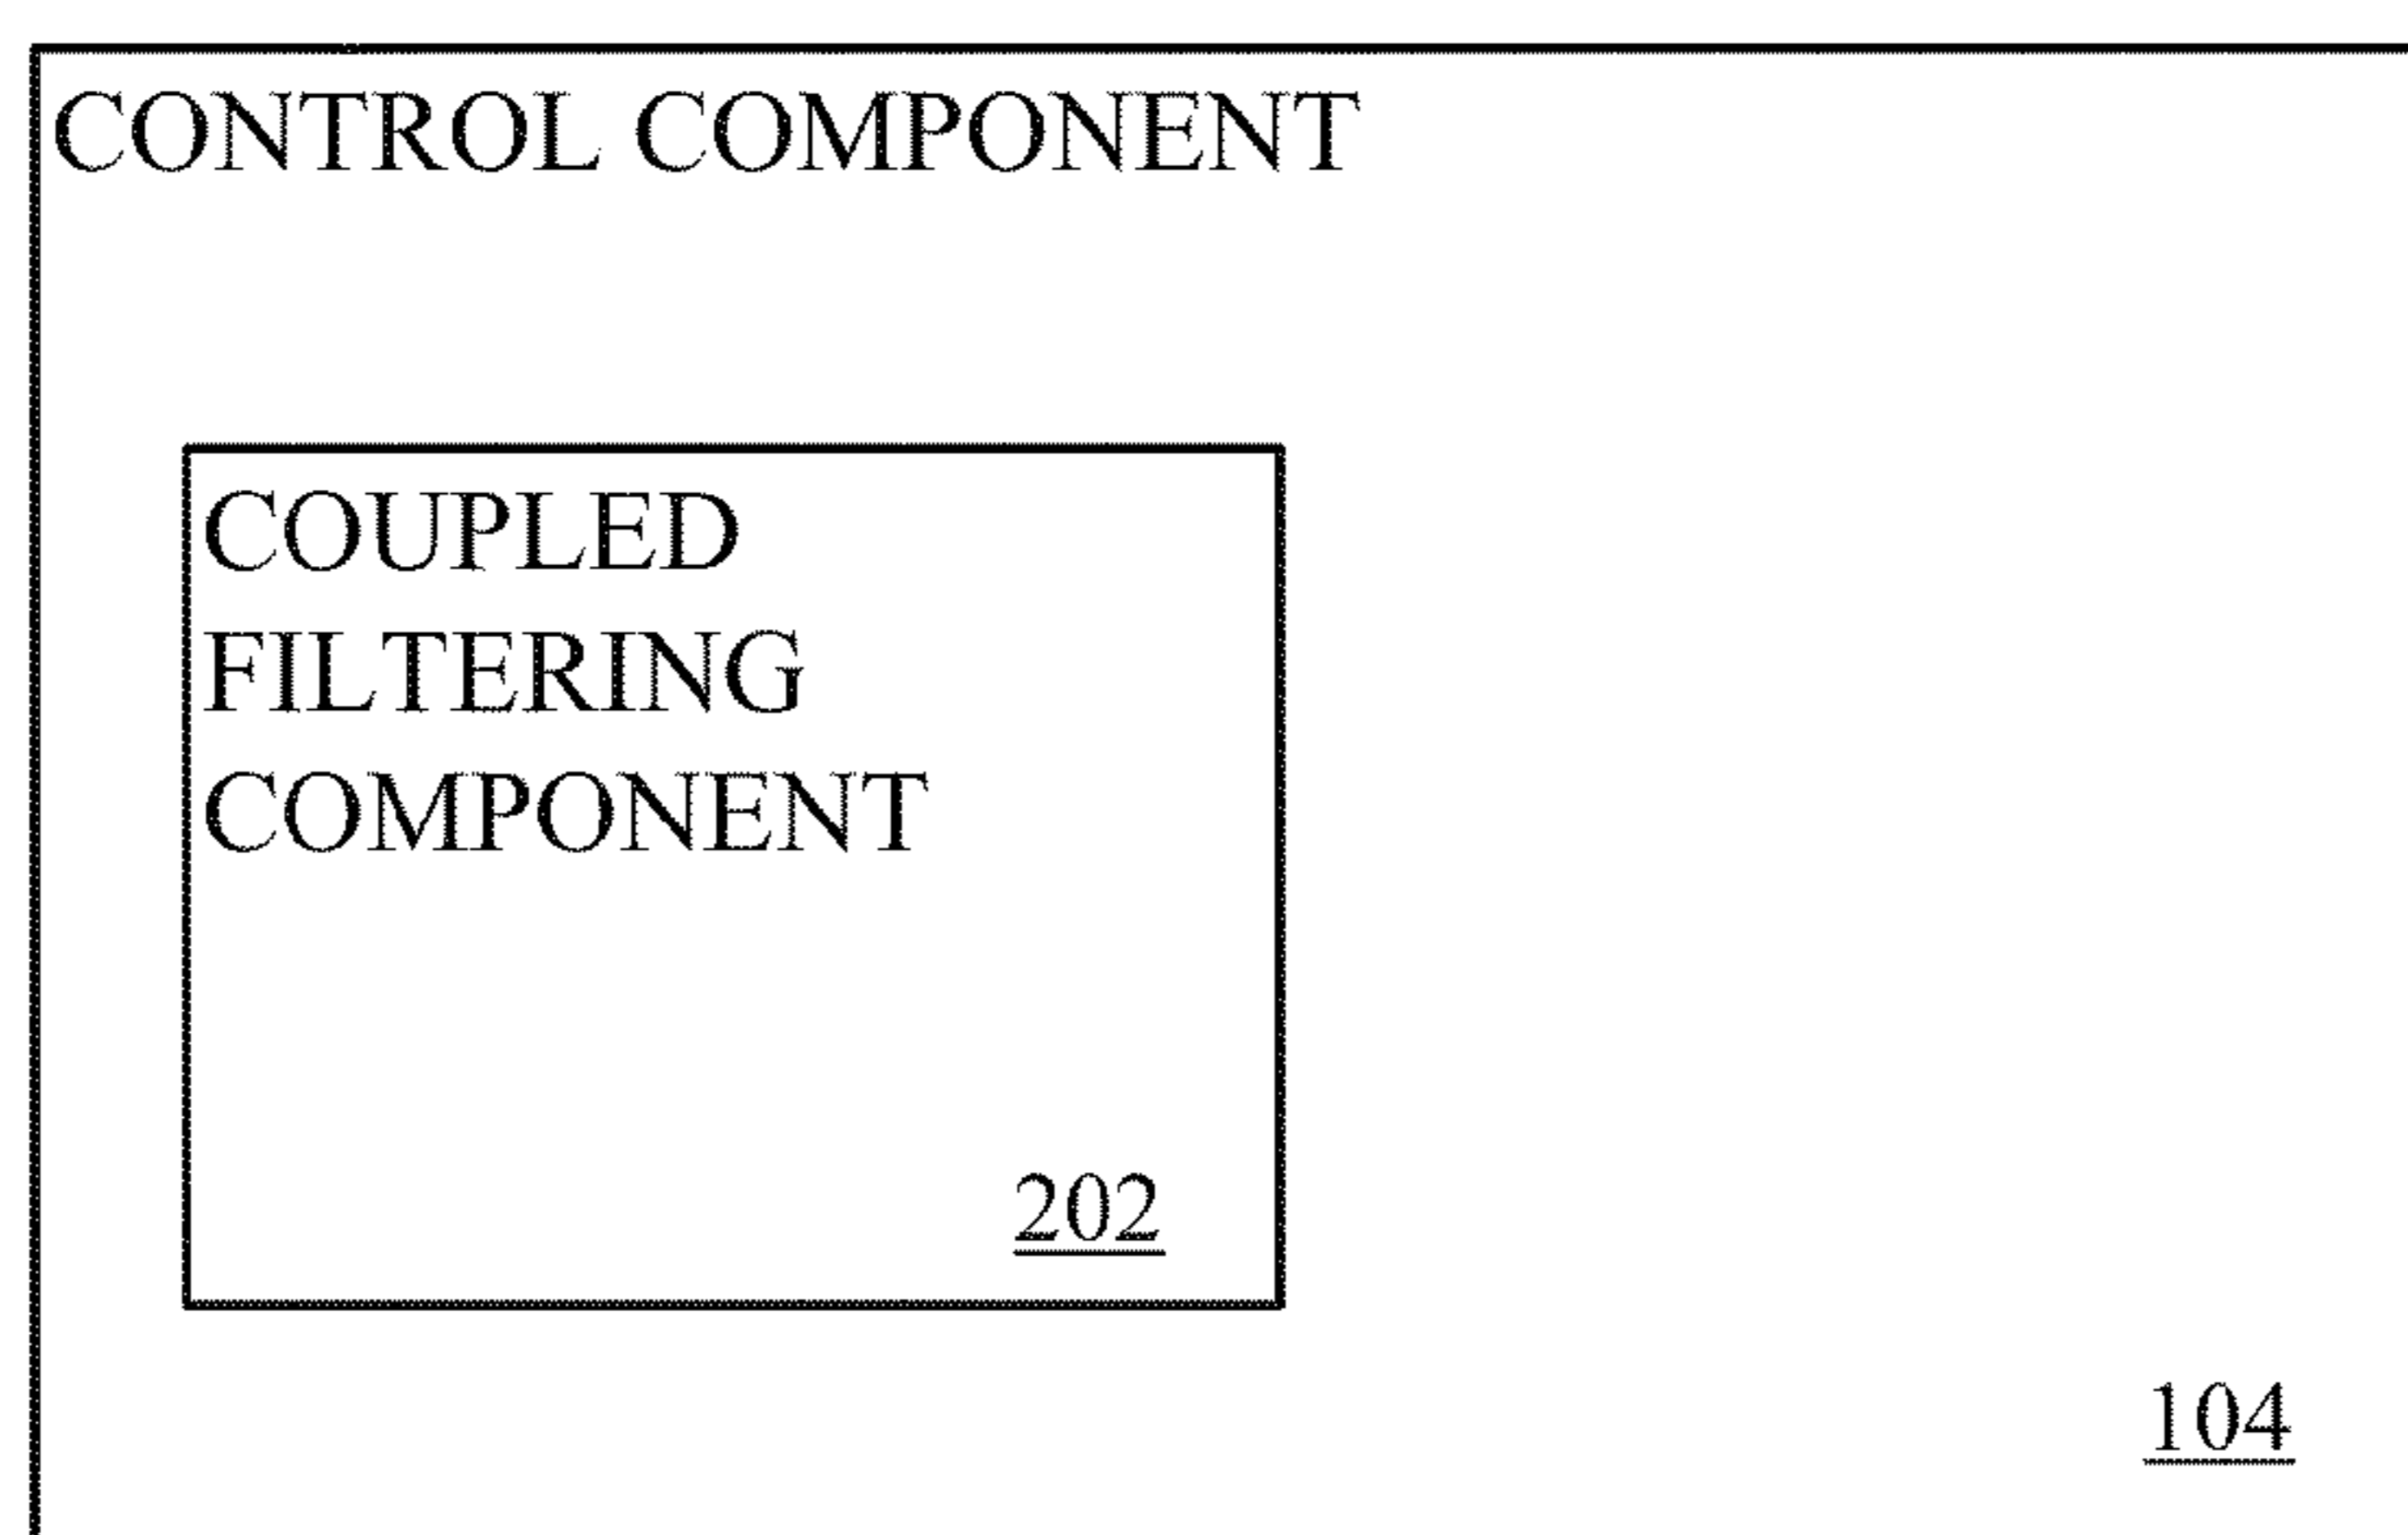 CONTROL COMPONENT
COUPLED
FILTERING
COMPONENT
202
104